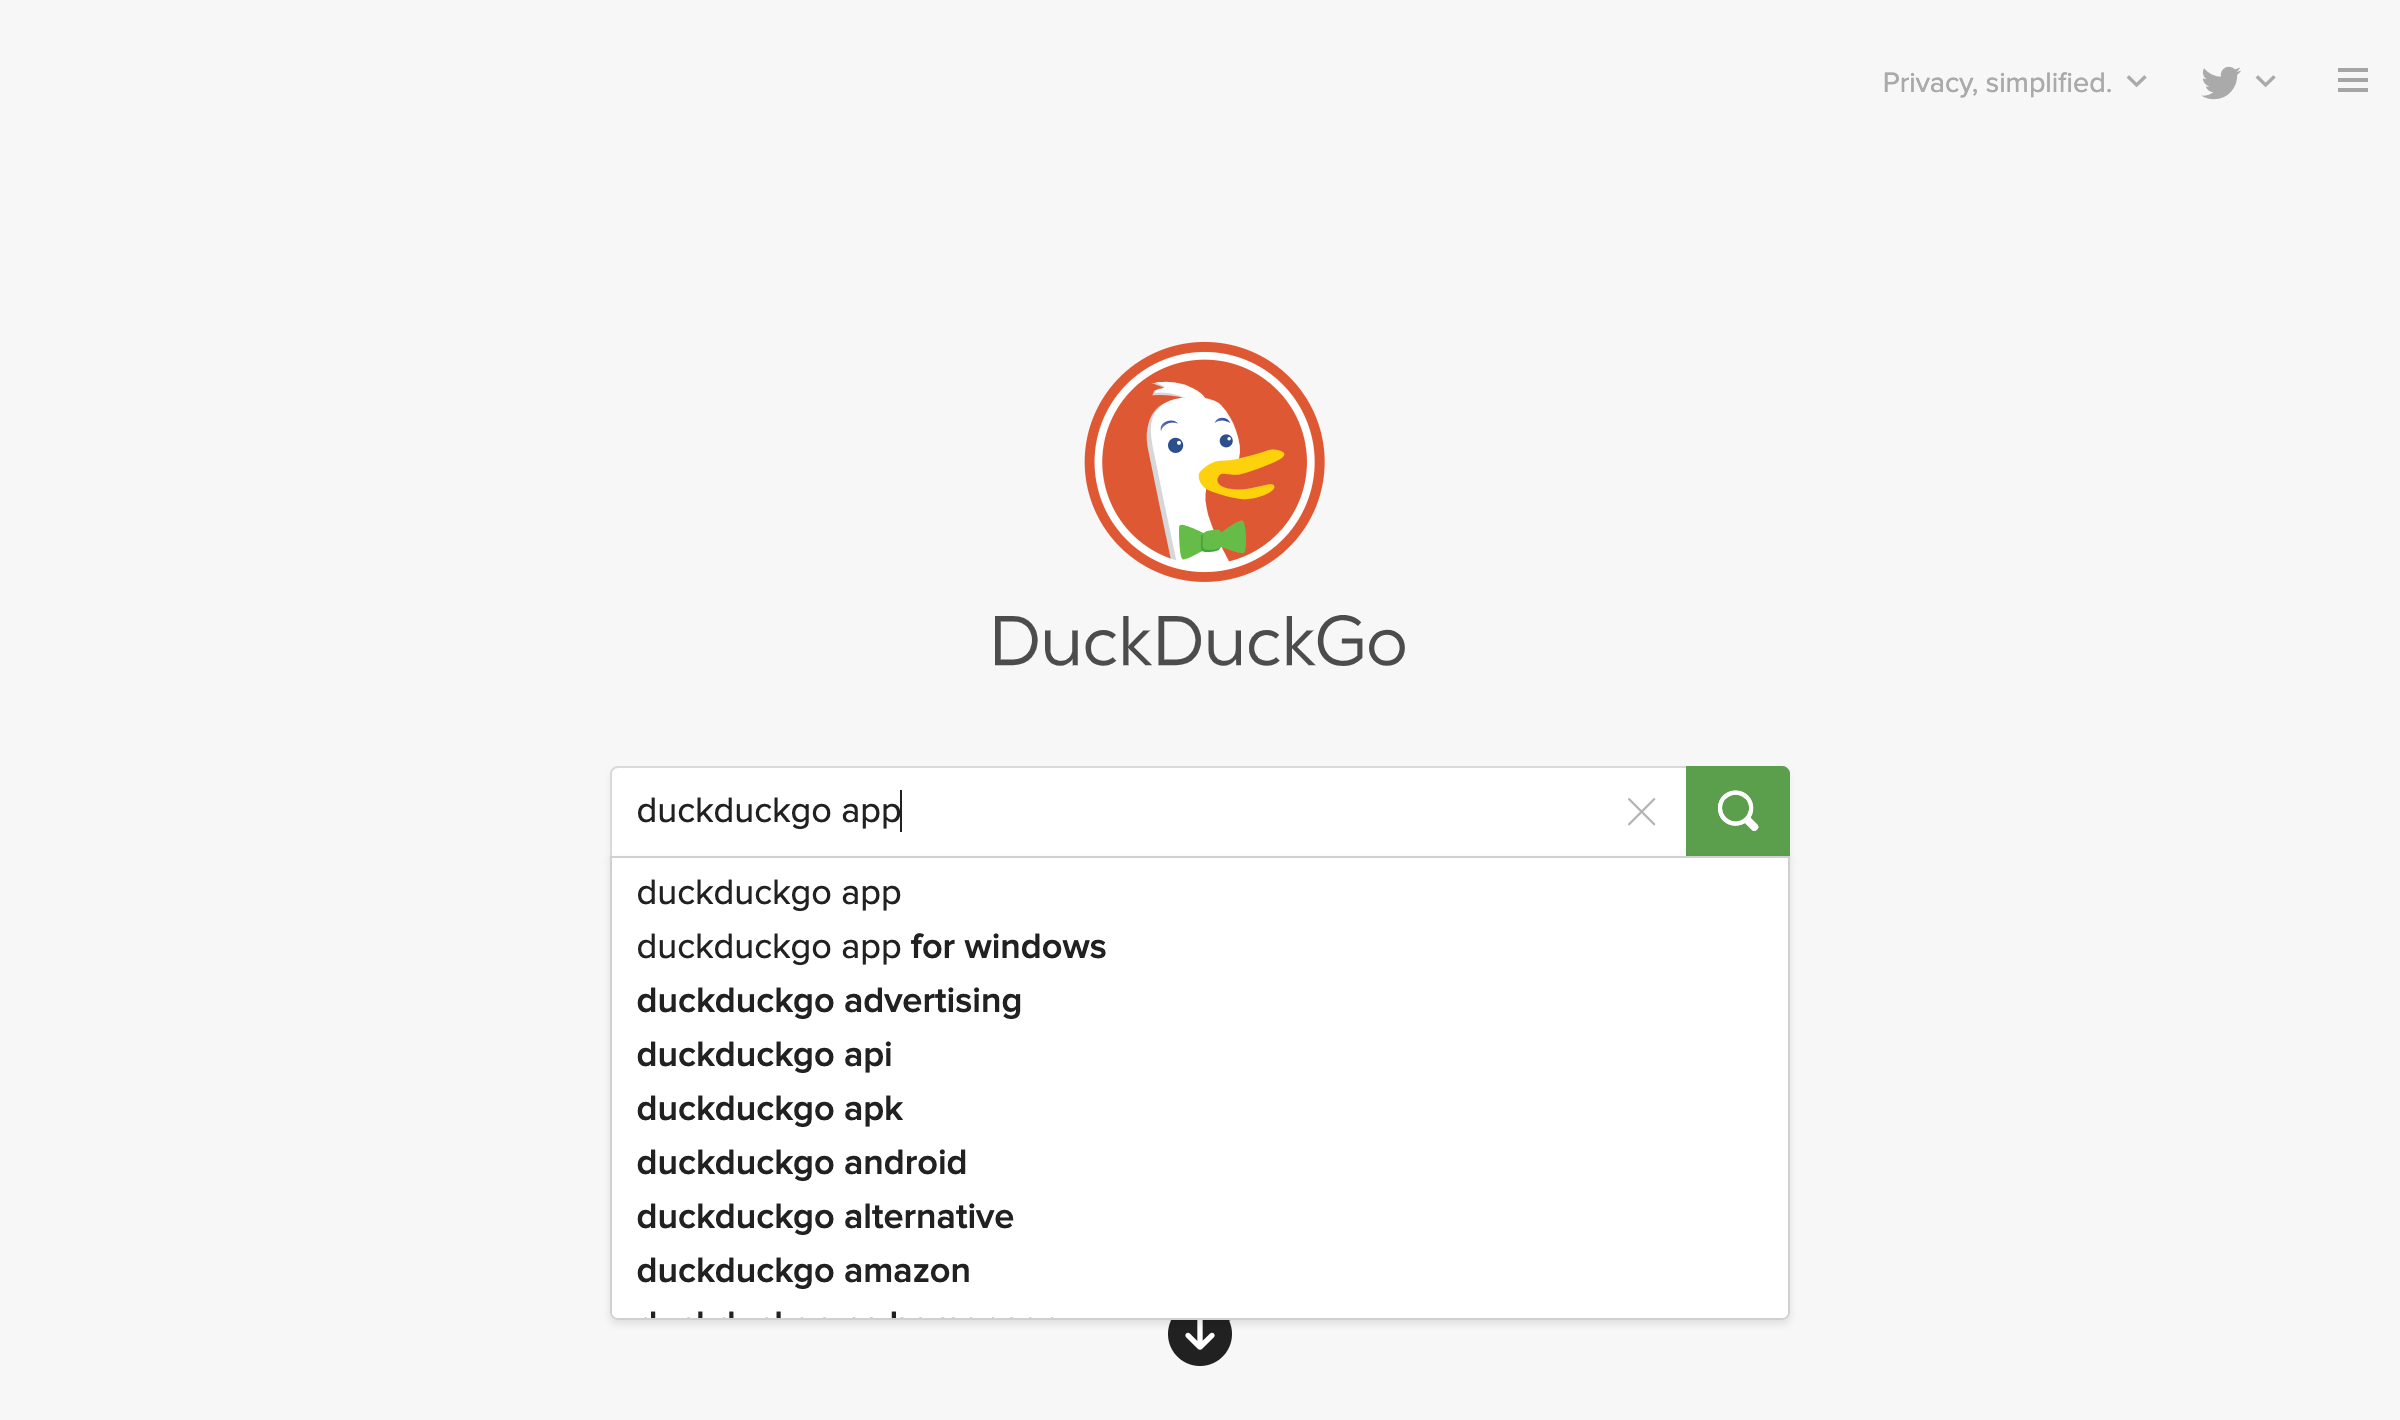 Privacy, simplified.
DuckDuckGo
duckduckgo app
duckduckgo app
duckduckgo app for windows
duckduckgo advertising
duckduckgo api
duckduckgo apk
duckduckgo android
duckduckgo alternative
duckduckgo amazon